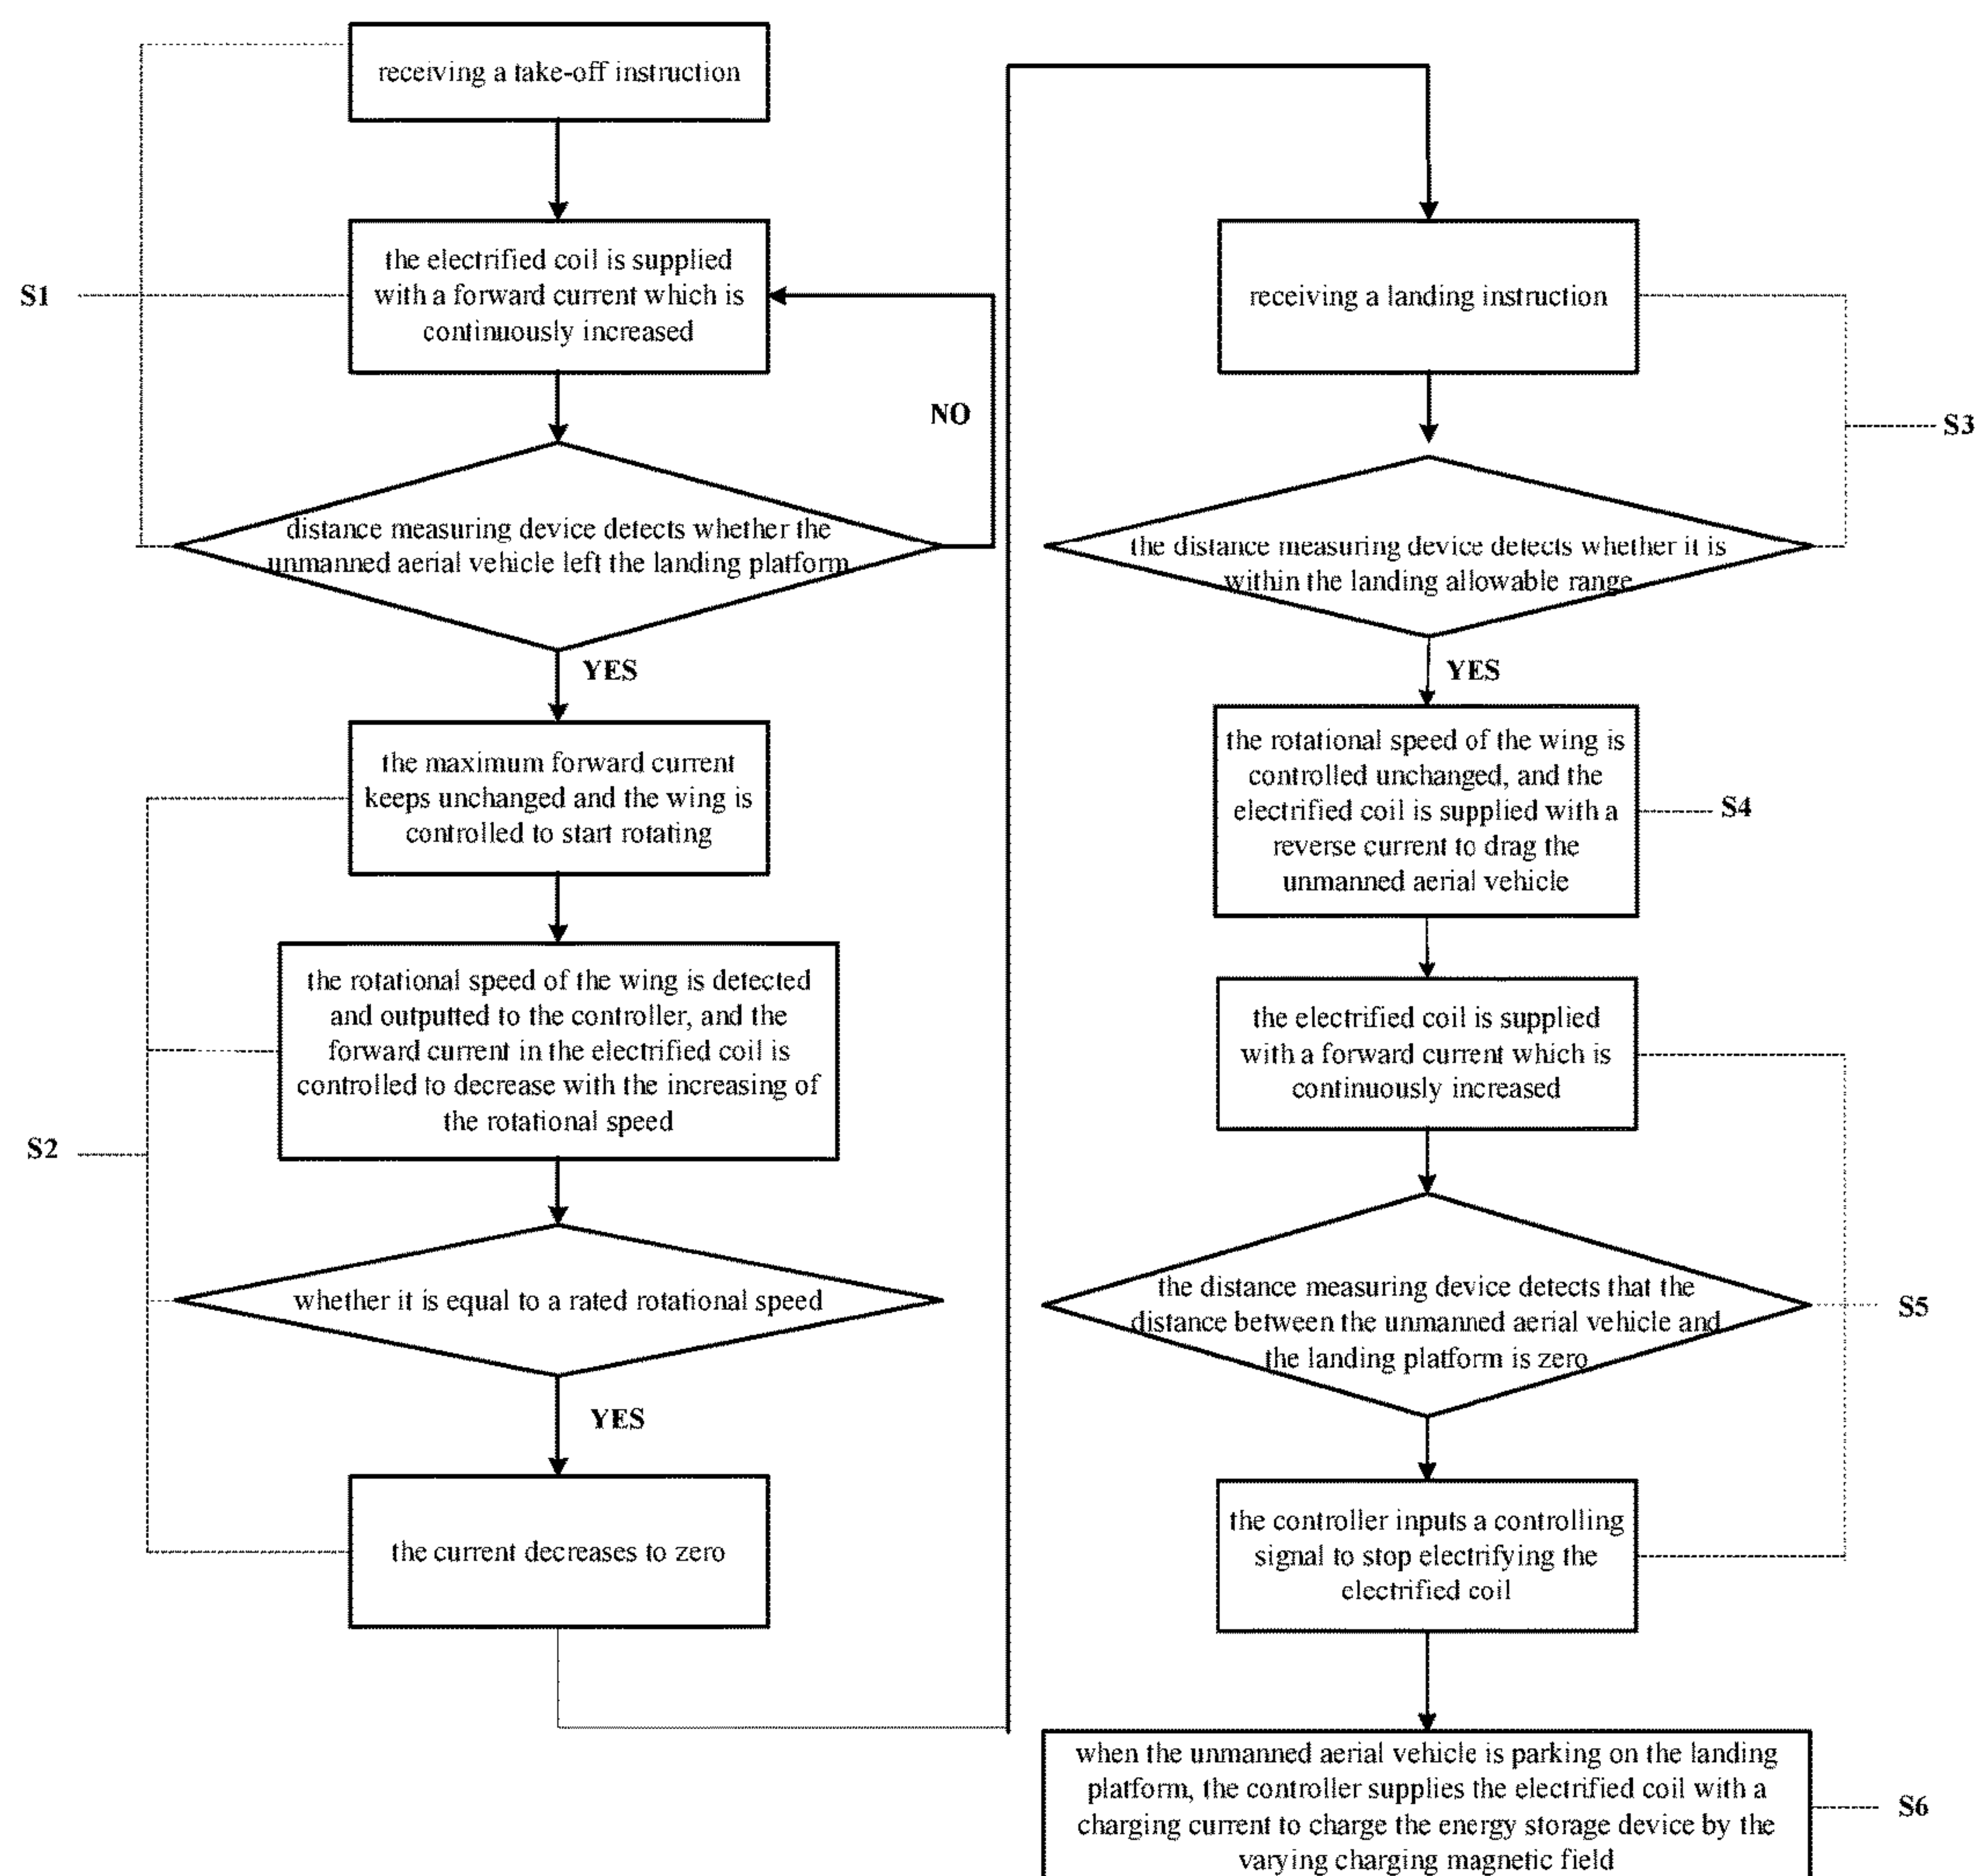 receiving a take-off instruction
S1
the electrified coil is supplied
with a forward current which is
continuously increased
NO
distance measuring device detects whether the
unmanned aerial vehicle left the landing platform
YES
the maximum forward current
keeps unchanged and the wing is
controlled to start rotating
the rotational speed of the wing is detected
and outputted to the controller, and the
forward current in the electrified coil is
controlled to decrease with the increasing of
the rotational speed
S2
whether it is equal to a rated rotational speed
YES
the current decreases to zero
receiving a landing instruction
S3
the distance measuring device detects whether it is
within the landing allowable range
YES
the rotational speed of the wing is
controlled unchanged, and the
electrified coil is supplied with a
reverse current to drag the
unmanned aerial vehicle
S4
the electrified coil is supplied
with a forward current which is
continuously increased
the distance measuring device detects that the
distance between the unmanned aerial vehicle and
the landing platform is zero
S5
the controller inputs a controlling
signal to stop electrifying the
electrified coil
when the unmanned aerial vehicle is parking on the landing
platform, the controller supplies the electrified coil with a
charging current to charge the energy storage device by the
varying charging magnetic field
S6